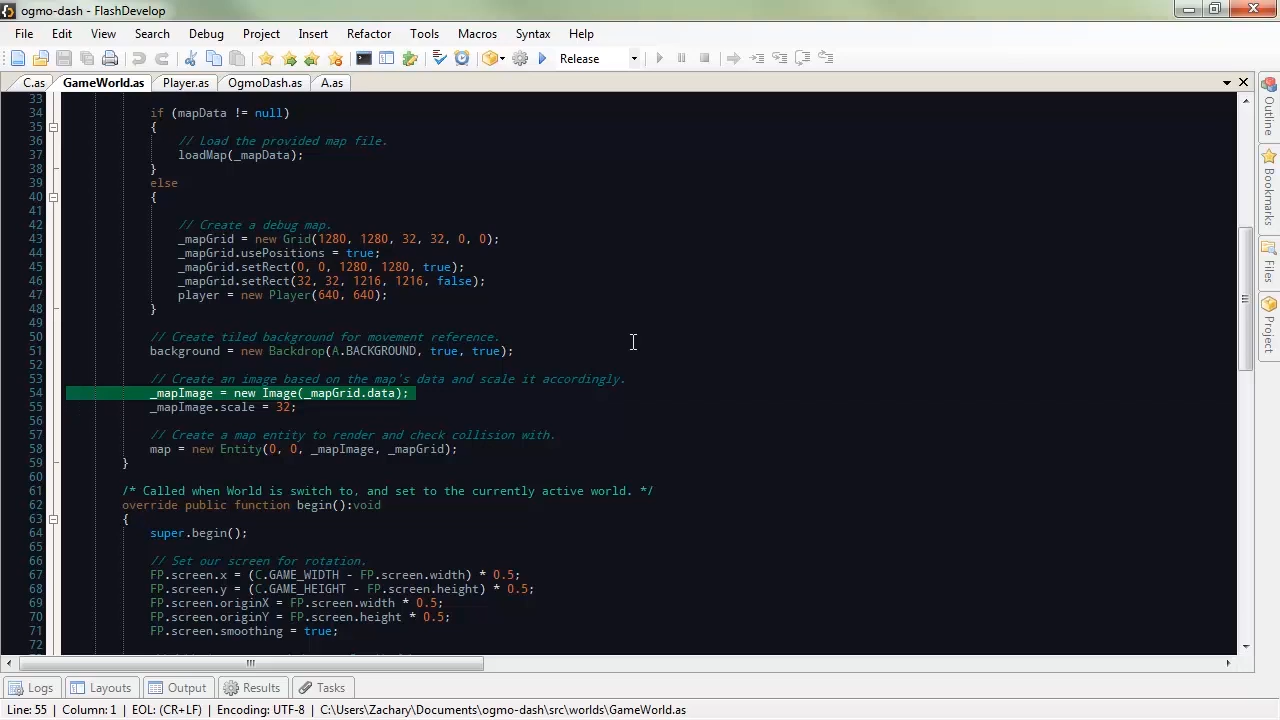 ogmo-dash - FlashDevelop
File Edit View Search Debug Project Insert Refactor Tools Macros Syntax Help
Release
C.as GameWorld.as Player.as OgmoDash.as A.as
33
34 if (mapData != null)
35 {
36 // Load the provided map file.
37 loadMap(_mapData);
38 }
39 else
40 {
41
42 // Create a debug map.
43 _mapGrid = new Grid(1280, 1280, 32, 32, 0, 0);
44 _mapGrid.usePositions = true;
45 _mapGrid.setRect(0, 0, 1280, 1280, true);
46 _mapGrid.setRect(32, 32, 1216, 1216, false);
47 player = new Player(640, 640);
48 }
49
50 // Create tiled background for movement reference.
51 background = new Backdrop(A.BACKGROUND, true, true);
52
53 // Create an image based on the map's data and scale it accordingly.
54 _mapImage = new Image(_mapGrid.data);
55 _mapImage.scale = 32;
56
57 // Create a map entity to render and check collision with.
58 map = new Entity(0, 0, _mapImage, _mapGrid);
59 }
60
61 /* Called when World is switch to, and set to the currently active world. */
62 override public function begin():void
63 {
64 super.begin();
65
66 // Set our screen for rotation.
67 FP.screen.x = (C.GAME_WIDTH - FP.screen.width) * 0.5;
68 FP.screen.y = (C.GAME_HEIGHT - FP.screen.height) * 0.5;
69 FP.screen.originX = FP.screen.width * 0.5;
70 FP.screen.originY = FP.screen.height * 0.5;
71 FP.screen.smoothing = true;
72
Outline
Bookmarks
Files
Project
Logs Layouts Output Results Tasks
Line: 55 | Column: 1 | EOL: (CR+LF) | Encoding: UTF-8 | C:\Users\Zachary\Documents\ogmo-dash\src\worlds\GameWorld.as